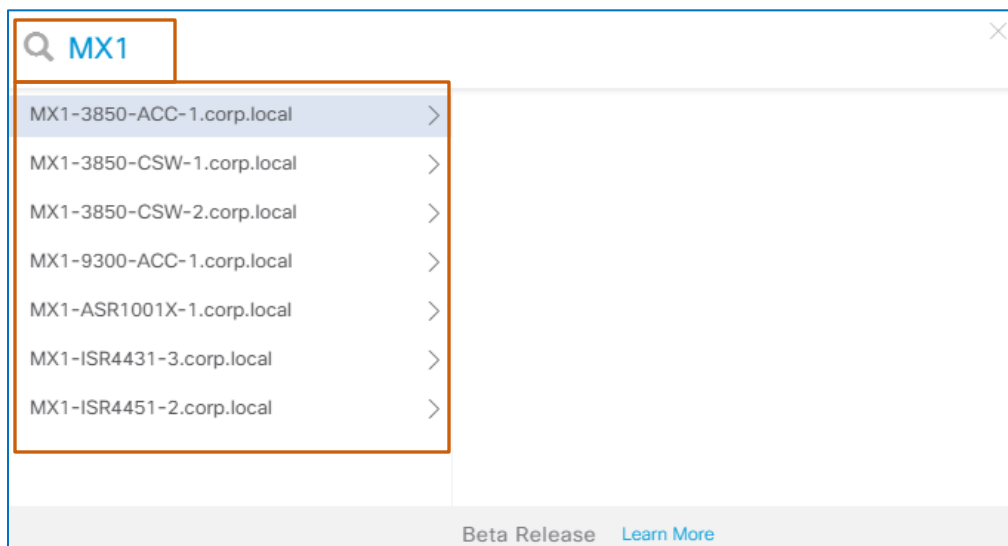 MX1
MX1-3850-ACC-1.corp.local
MX1-3850-CSW-1.corp.local
MX1-3850-CSW-2.corp.local
MX1-9300-ACC-1.corp.local
MX1-ASR1001X-1.corp.local
MX1-ISR4431-3.corp.local
MX1-ISR4451-2.corp.local
Beta Release Learn More